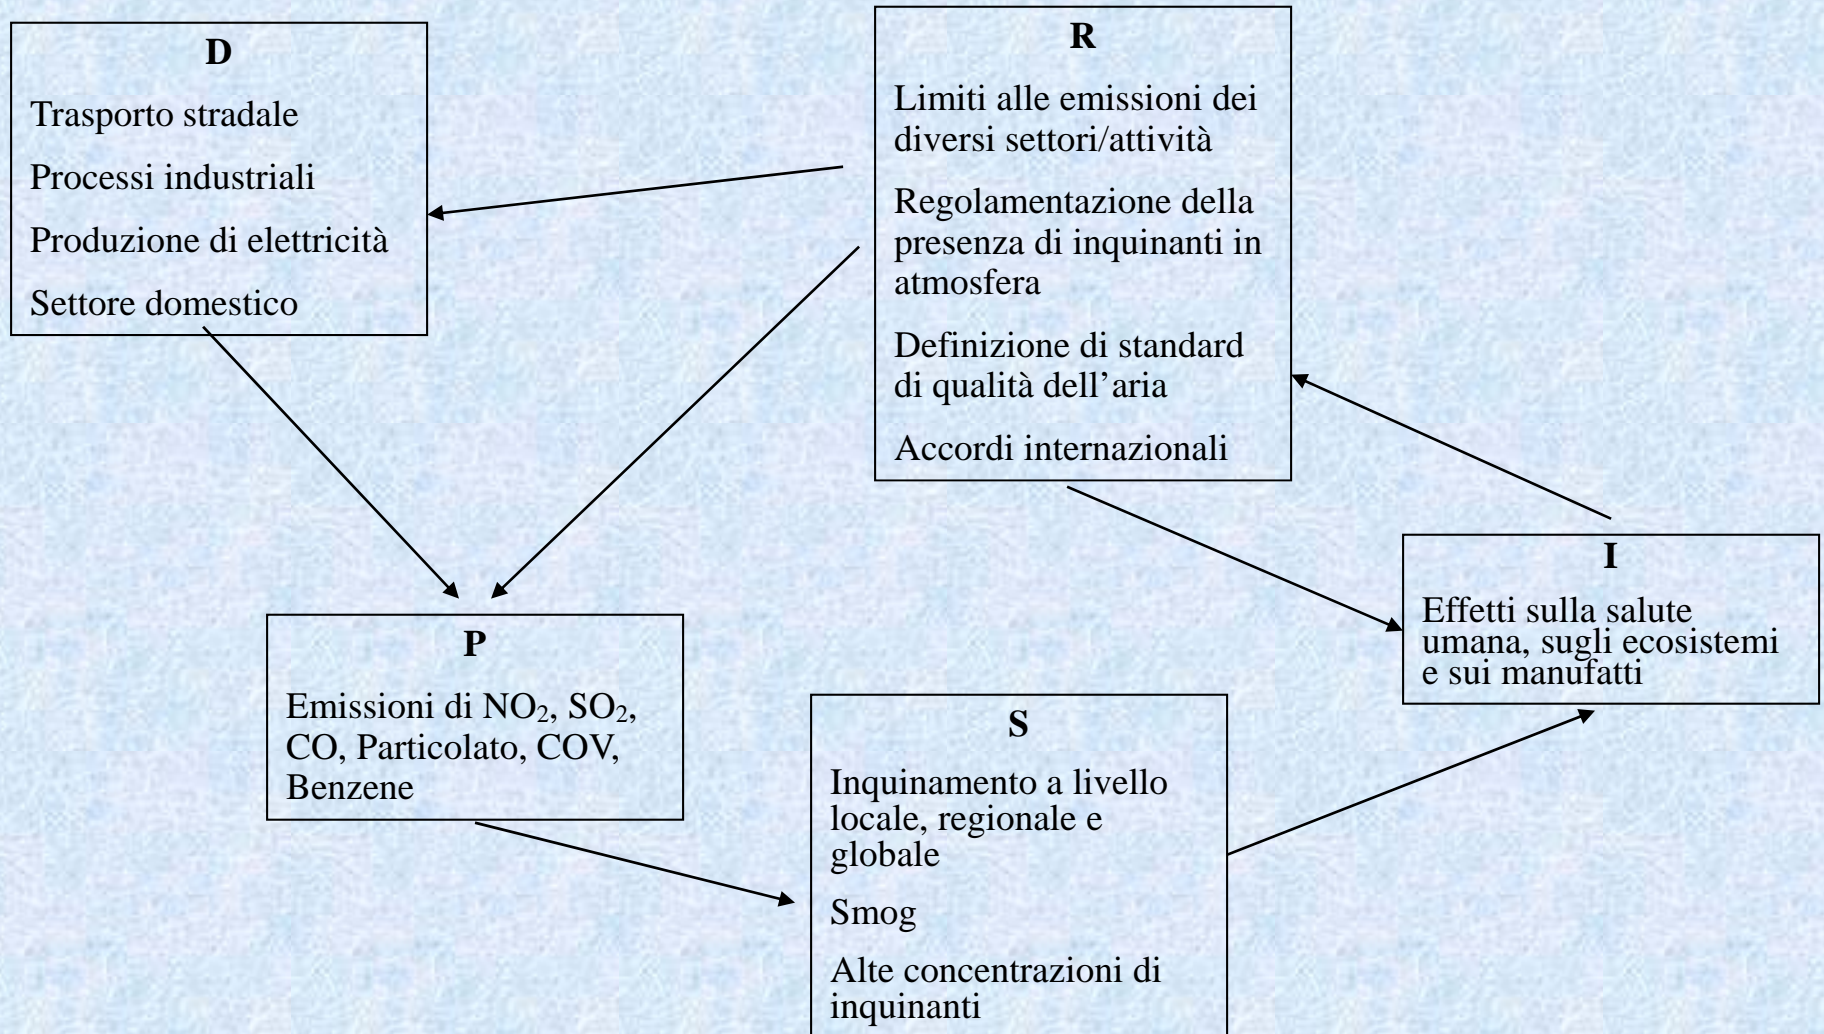 D
Trasporto stradale
Processi industriali
Produzione di elettricità
Settore domestico
R
Limiti alle emissioni dei
diversi settori/attività
Regolamentazione della
presenza di inquinanti in
atmosfera
Definizione di standard
di qualità dell’aria
Accordi internazionali
I
Effetti sulla salute
umana, sugli ecosistemi
e sui manufatti
P
Emissioni di NO₂, SO₂,
CO, Particolato, COV,
Benzene
S
Inquinamento a livello
locale, regionale e
globale
Smog
Alte concentrazioni di
inquinanti